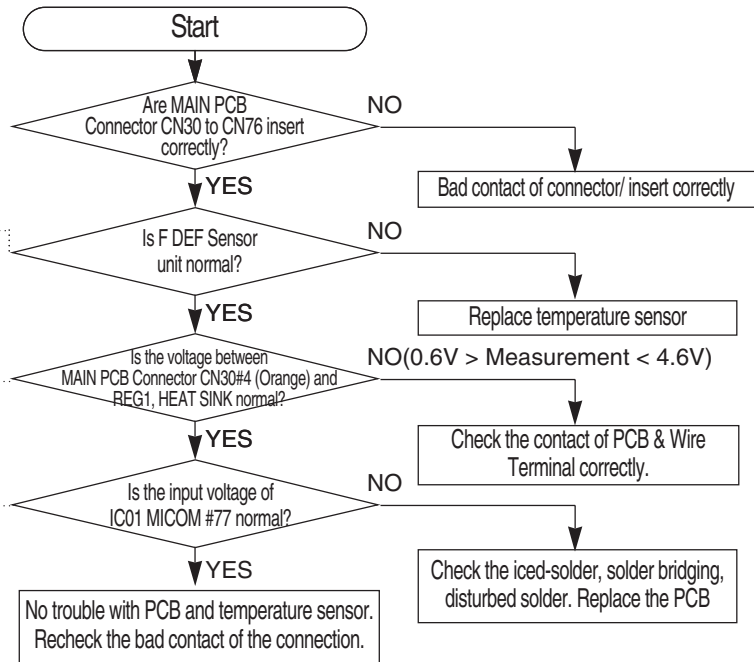 Start
Are MAIN PCB
Connector CN30 to CN76 insert
correctly?
NO
Bad contact of connector/ insert correctly
YES
Is F DEF Sensor
unit normal?
NO
Replace temperature sensor
YES
Is the voltage between
MAIN PCB Connector CN30#4 (Orange) and
REG1, HEAT SINK normal?
NO(0.6V > Measurement < 4.6V)
Check the contact of PCB & Wire
Terminal correctly.
YES
Is the input voltage of
IC01 MICOM #77 normal?
NO
Check the iced-solder, solder bridging,
disturbed solder. Replace the PCB
YES
No trouble with PCB and temperature sensor.
Recheck the bad contact of the connection.